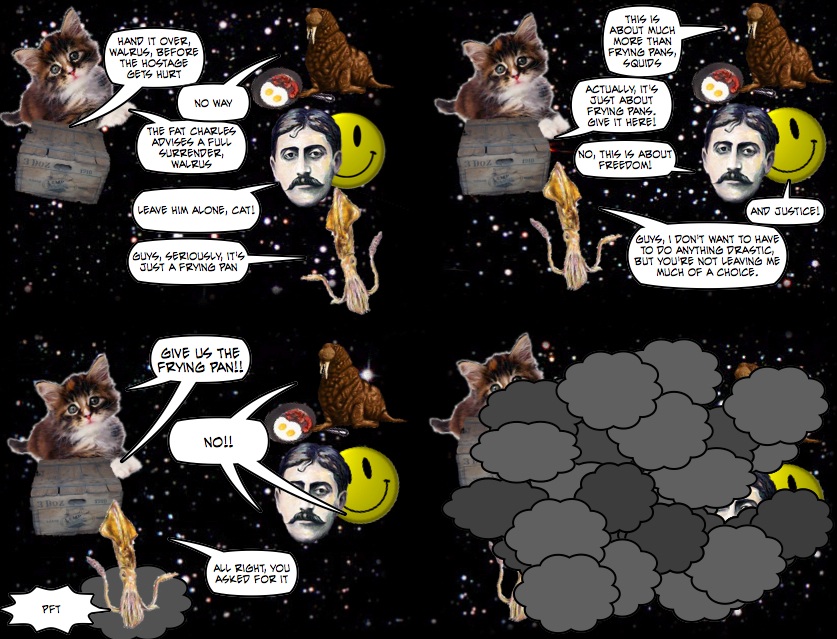 HAND IT OVER,
WALRUS, BEFORE
THE HOSTAGE
GETS HURT
NO WAY
THE FAT CHARLES
ADVISES A FULL
SURRENDER,
WALRUS
LEAVE HIM ALONE, CAT!
GUYS, SERIOUSLY, IT'S
JUST A FRYING PAN
THIS IS
ABOUT MUCH
MORE THAN
FRYING PANS,
SQUIDS
ACTUALLY, IT'S
JUST ABOUT
FRYING PANS.
GIVE IT HERE!
NO, THIS IS ABOUT
FREEDOM!
AND JUSTICE!
GUYS, I DON'T WANT TO HAVE
TO DO ANYTHING DRASTIC,
BUT YOU'RE NOT LEAVING ME
MUCH OF A CHOICE.
GIVE US THE
FRYING PAN!!
NO!!
ALL RIGHT, YOU
ASKED FOR IT
PFT